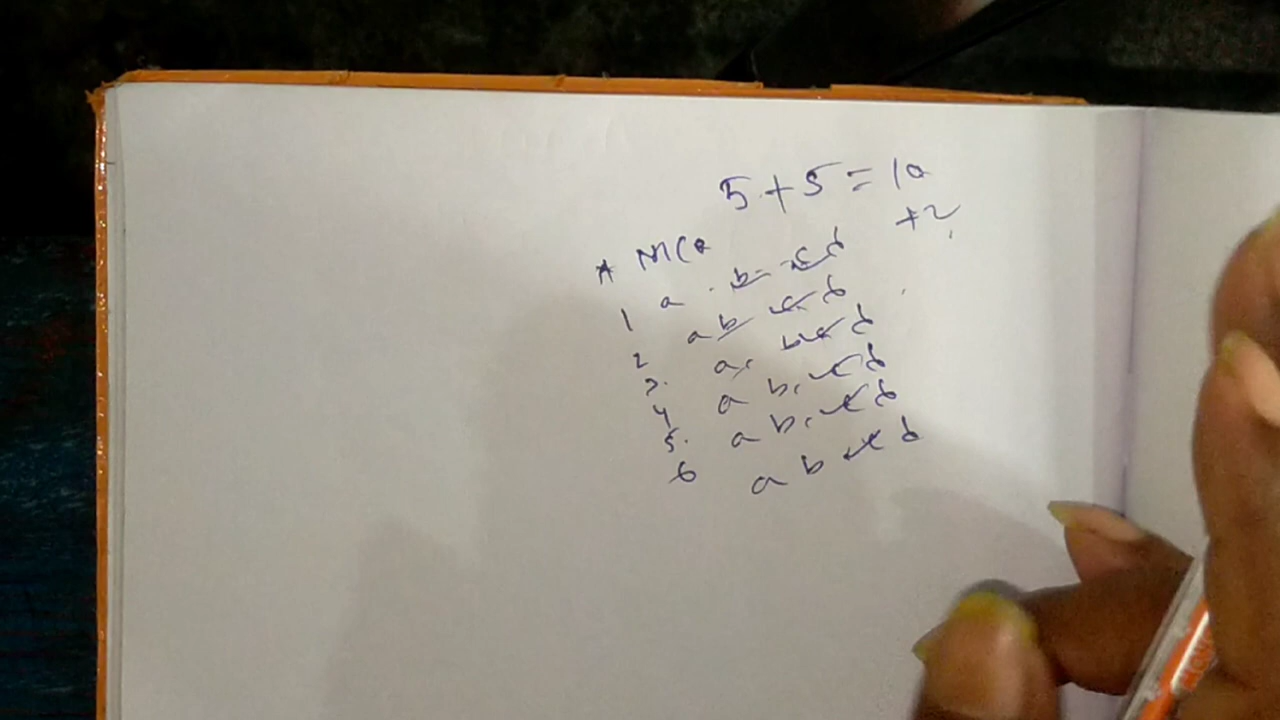 5+5=10
+2
* MCQ
1 a b c d
2 a b c d
3. a, b c d
4 a b, c d
5. a b, c d
6 a b c d